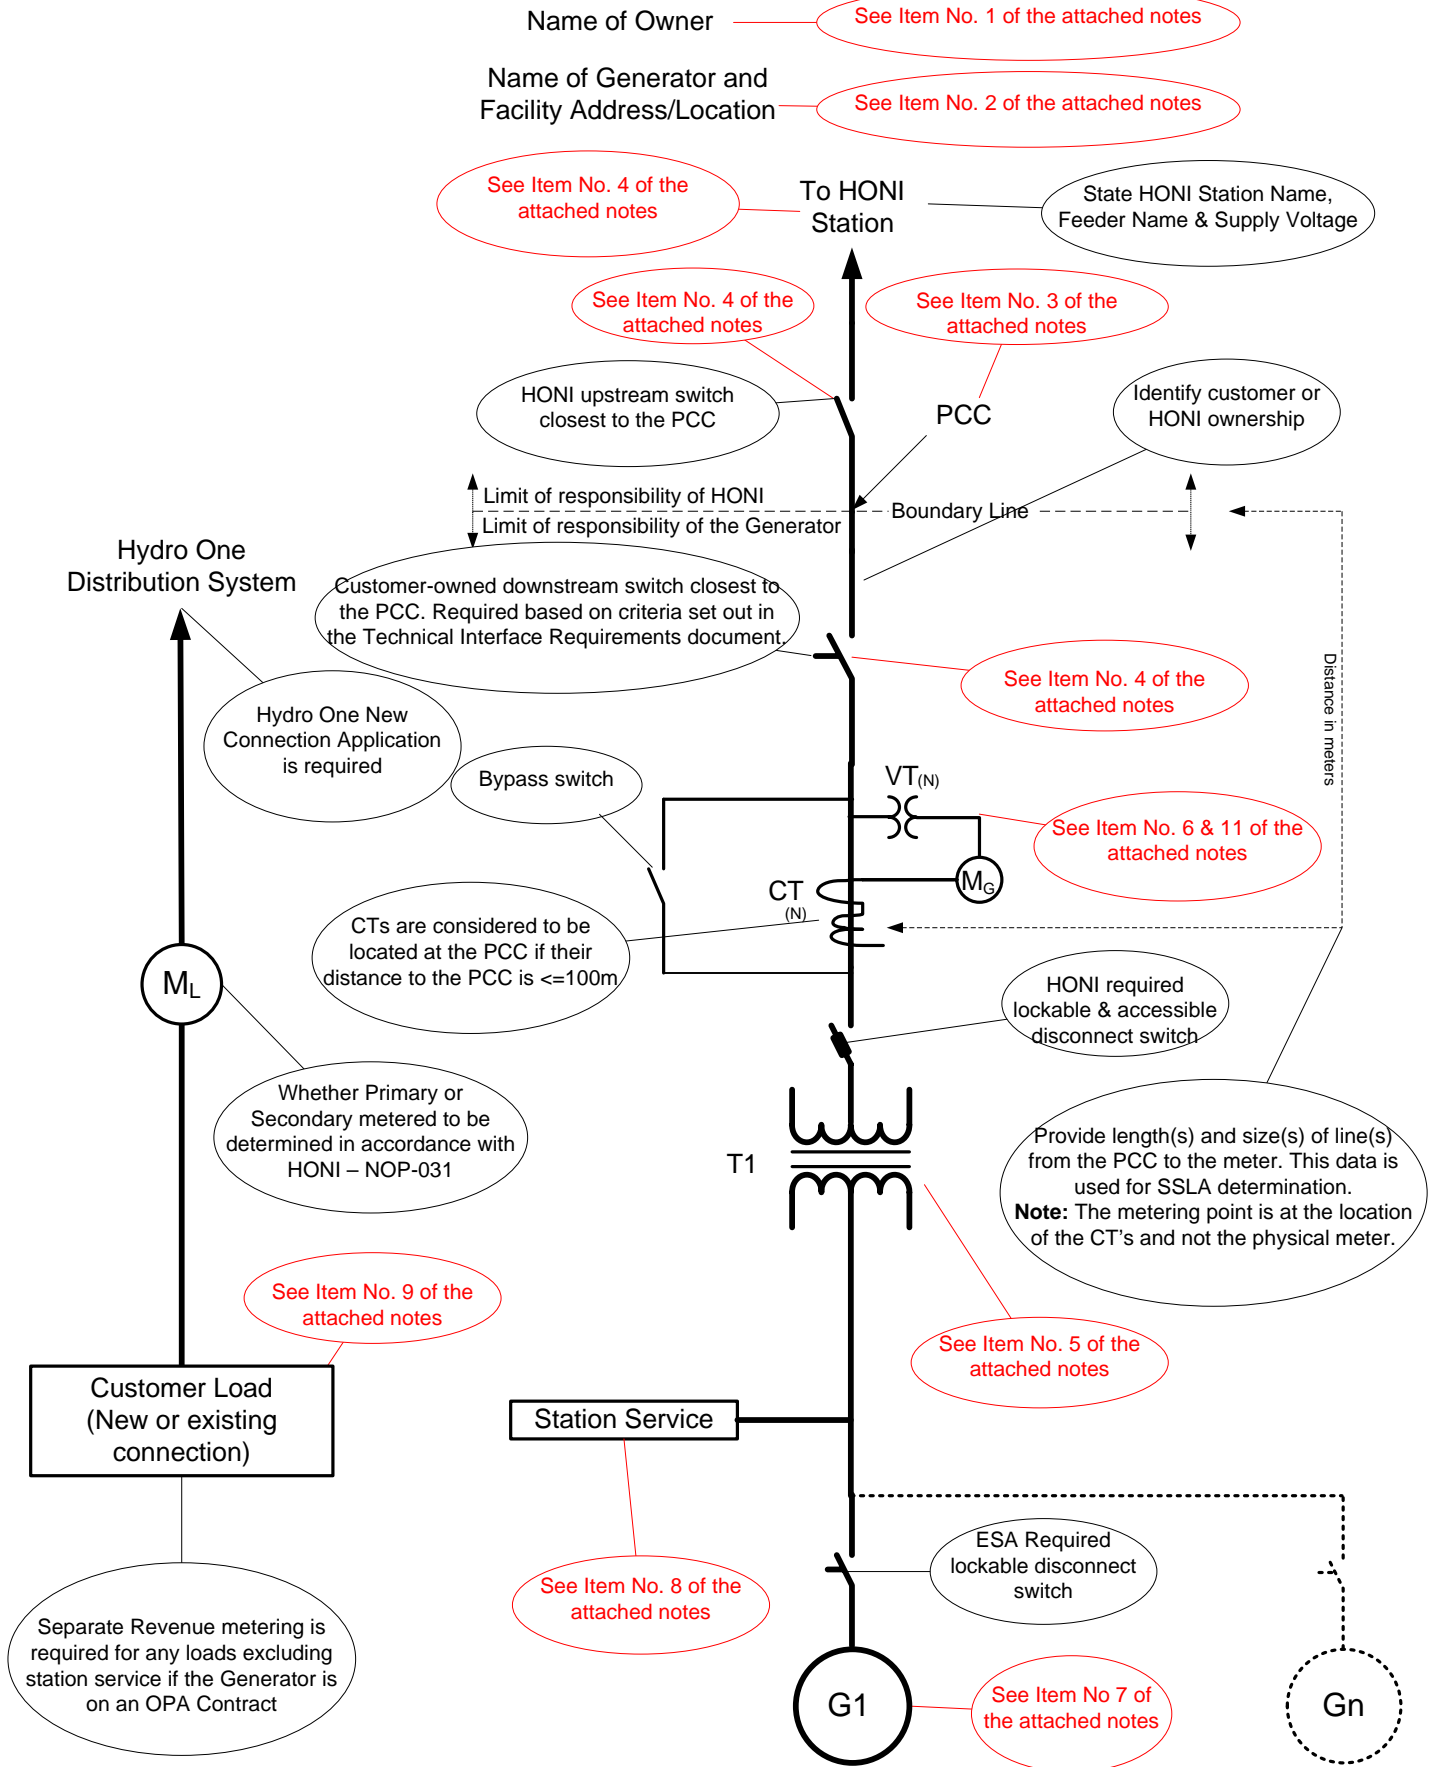 Name of Owner
See Item No. 1 of the attached notes
Name of Generator and
Facility Address/Location
See Item No. 2 of the attached notes
See Item No. 4 of the
attached notes
To HONI
Station
State HONI Station Name,
Feeder Name & Supply Voltage
See Item No. 4 of the
attached notes
See Item No. 3 of the
attached notes
HONI upstream switch
closest to the PCC
PCC
Identify customer or
HONI ownership
Limit of responsibility of HONI
Boundary Line
Limit of responsibility of the Generator
Hydro One
Distribution System
Customer-owned downstream switch closest to
the PCC. Required based on criteria set out in
the Technical Interface Requirements document.
See Item No. 4 of the
attached notes
Distance in meters
Hydro One New
Connection Application
is required
Bypass switch
VT(N)
See Item No. 6 & 11 of the
attached notes
MG
CT
(N)
CTs are considered to be
located at the PCC if their
distance to the PCC is <=100m
ML
HONI required
lockable & accessible
disconnect switch
Whether Primary or
Secondary metered to be
determined in accordance with
HONI – NOP-031
T1
Provide length(s) and size(s) of line(s)
from the PCC to the meter. This data is
used for SSLA determination.
Note: The metering point is at the location
of the CT's and not the physical meter.
See Item No. 9 of the
attached notes
See Item No. 5 of the
attached notes
Customer Load
(New or existing
connection)
Station Service
ESA Required
lockable disconnect
switch
See Item No. 8 of the
attached notes
Separate Revenue metering is
required for any loads excluding
station service if the Generator is
on an OPA Contract
G1
See Item No 7 of
the attached notes
Gn